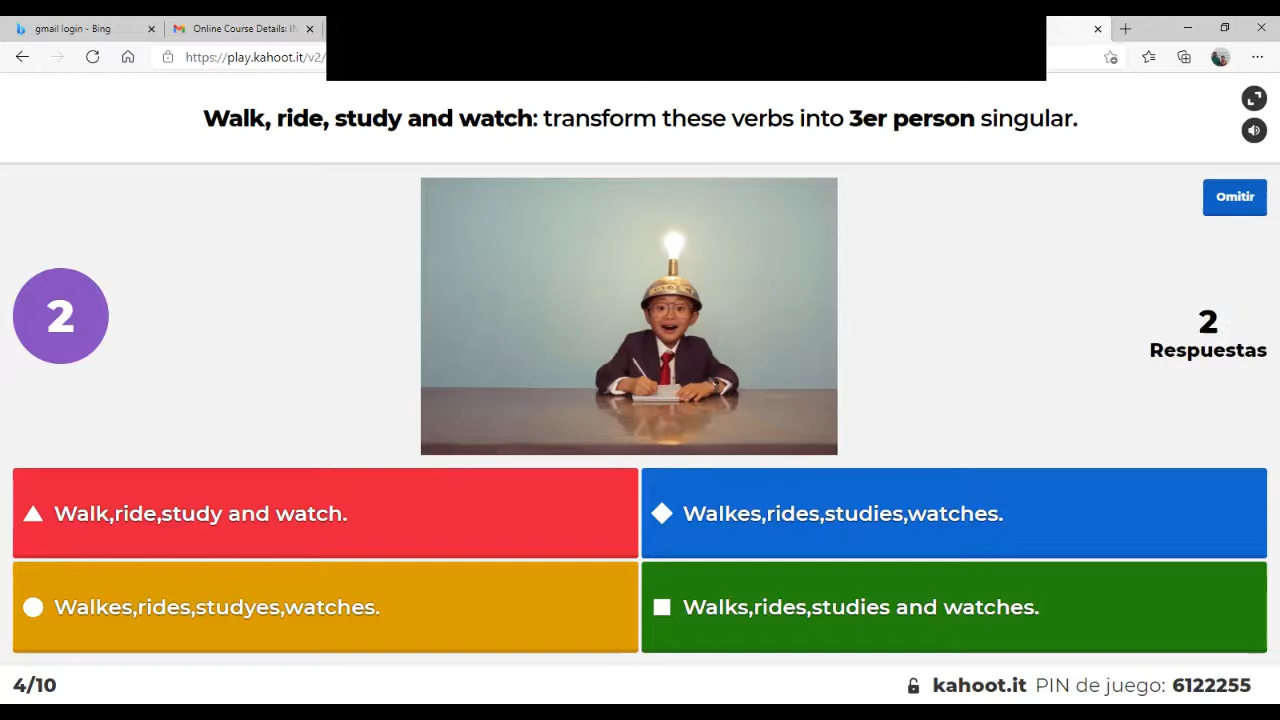 gmail login - Bing
Online Course Details: I
https://play.kahoot.it/v2/
Walk, ride, study and watch: transform these verbs into 3er person singular.
Omitir
2
2
Respuestas
Walk,ride,study and watch.
Walkes,rides,studies,watches.
Walkes,rides,studyes,watches.
Walks,rides,studies and watches.
4/10
kahoot.it PIN de juego: 6122255